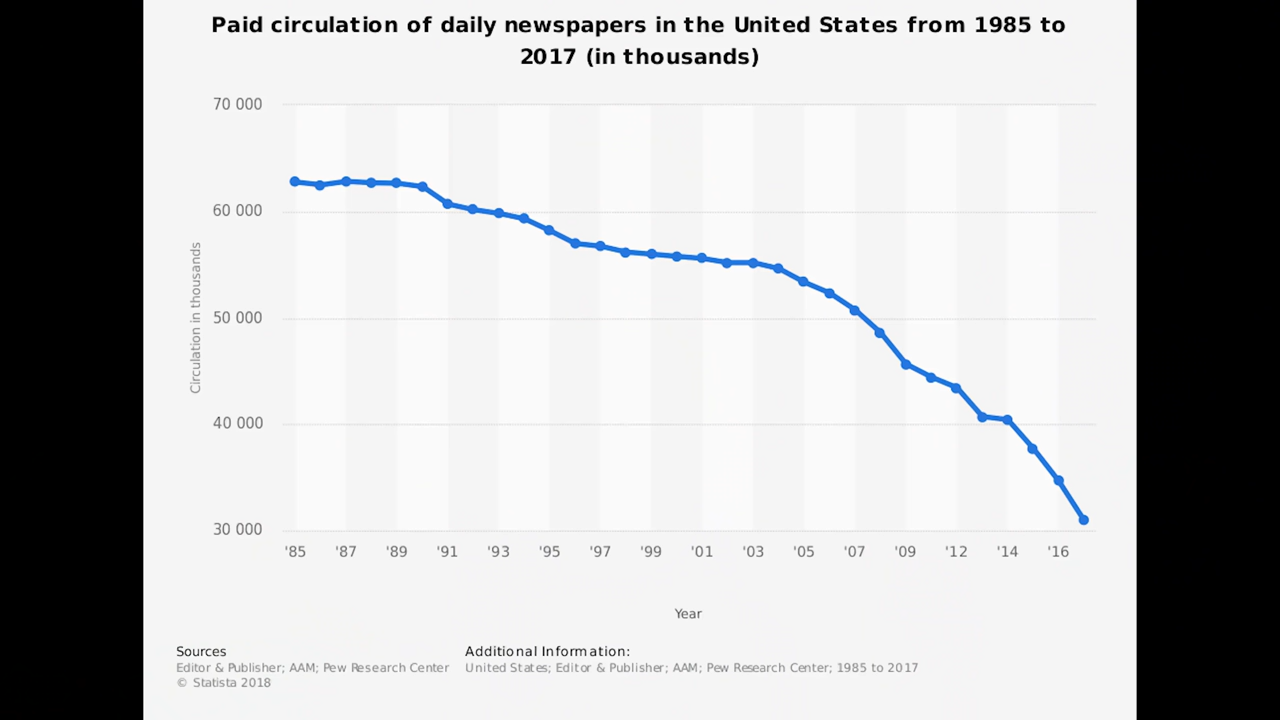 Paid circulation of daily newspapers in the United States from 1985 to
2017 (in thousands)
70 000
60 000
50 000
40 000
30 000
Circulation in thousands
'85 '87 '89 '91 '93 '95 '97 '99 '01 '03 '05 '07 '09 '12 '14 '16
Year
Sources
Editor & Publisher; AAM; Pew Research Center
© Statista 2018
Additional Information:
United States; Editor & Publisher; AAM; Pew Research Center; 1985 to 2017